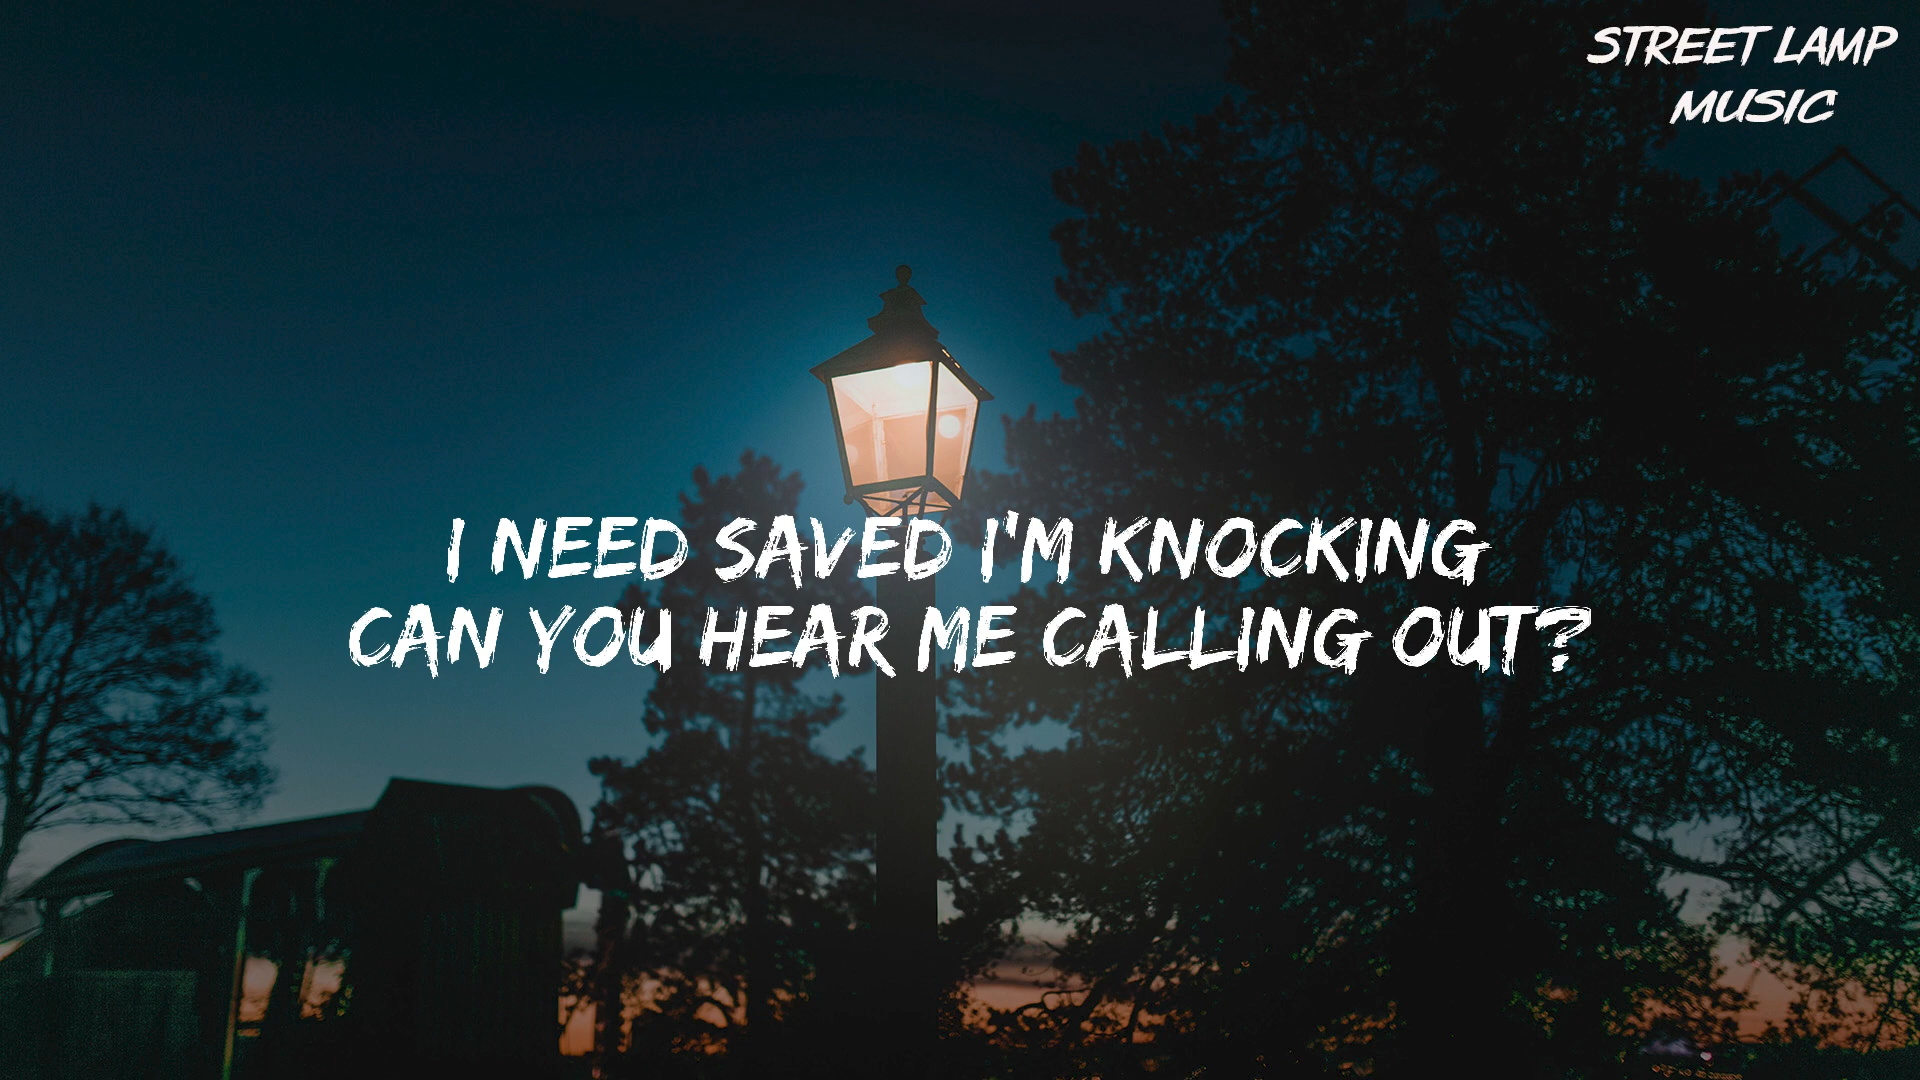 STREET LAMP
MUSIC
I NEED SAVED I'M KNOCKING
CAN YOU HEAR ME CALLING OUT?